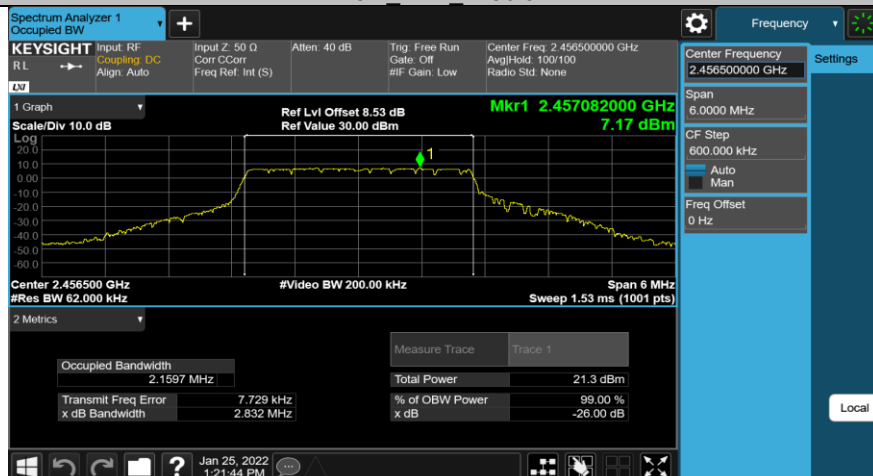 Spectrum Analyzer 1
Occupied BW
Frequency
KEYSIGHT
RL
LXI
Input: RF
Coupling: DC
Align: Auto
Input Z: 50 Ω
Corr CCorr
Freq Ref: Int (S)
Atten: 40 dB
Trig: Free Run
Gate: Off
#IF Gain: Low
Center Freq: 2.456500000 GHz
Avg|Hold: 100/100
Radio Std: None
Center Frequency
2.456500000 GHz
Settings
Span
6.0000 MHz
CF Step
600.000 kHz
Auto
Man
Freq Offset
0 Hz
Local
1 Graph
Scale/Div 10.0 dB
Ref Lvl Offset 8.53 dB
Ref Value 30.00 dBm
Mkr1 2.457082000 GHz
7.17 dBm
Log
20.0
10.0
0.00
-10.0
-20.0
-30.0
-40.0
-50.0
-60.0
1
Center 2.456500 GHz
#Video BW 200.00 kHz
Span 6 MHz
#Res BW 62.000 kHz
Sweep 1.53 ms (1001 pts)
2 Metrics
Measure Trace
Trace 1
Occupied Bandwidth
2.1597 MHz
Total Power
21.3 dBm
Transmit Freq Error
7.729 kHz
% of OBW Power
99.00 %
x dB Bandwidth
2.832 MHz
x dB
-26.00 dB
?
Jan 25, 2022
1:21:44 PM